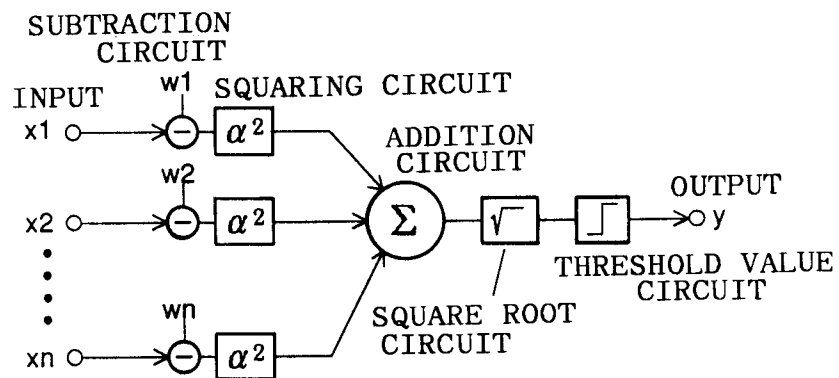 SUBTRACTION
CIRCUIT
w1
SQUARING CIRCUIT
INPUT
x1
−
α²
ADDITION
CIRCUIT
w2
OUTPUT
x2
−
α²
Σ
√
y
THRESHOLD VALUE
CIRCUIT
wn
SQUARE ROOT
CIRCUIT
xn
−
α²